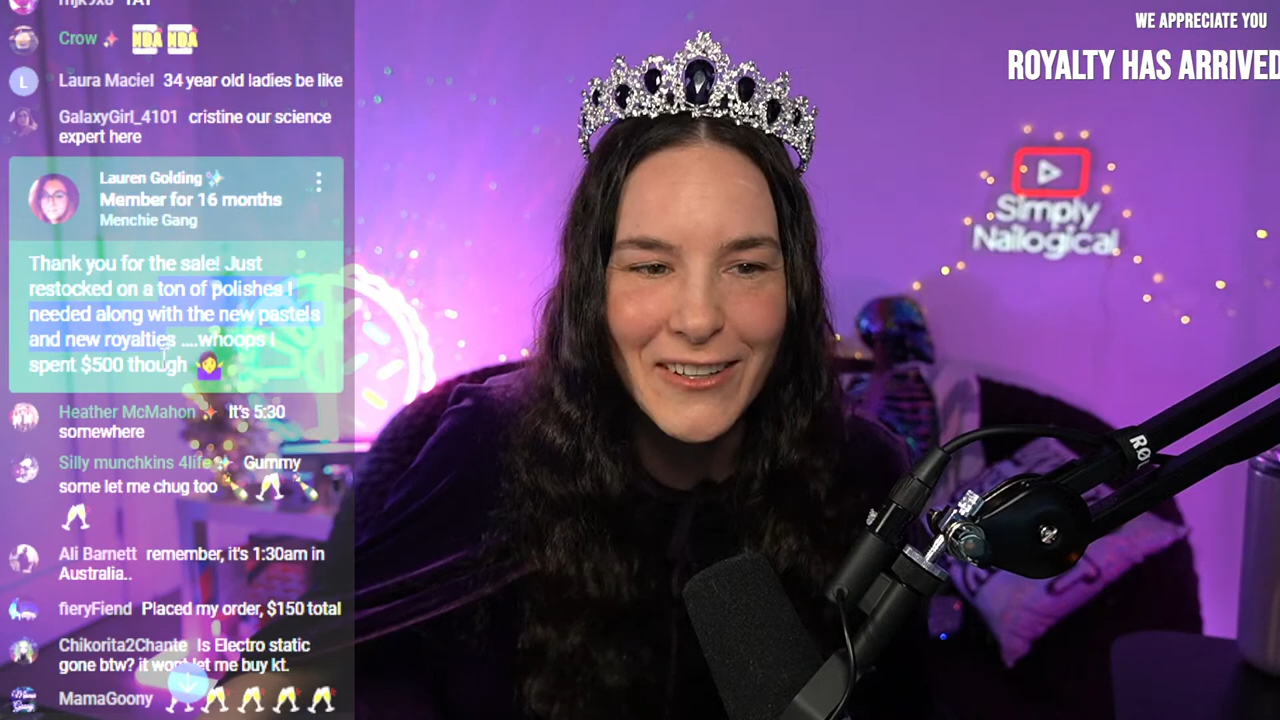 Crow
Laura Maciel 34 year old ladies be like
GalaxyGirl_4101 cristine our science
expert here
Lauren Golding
Member for 16 months
Menchie Gang
Thank you for the sale! Just
restocked on a ton of polishes I
needed along with the new pastels
and new royalties ....whoops I
spent $500 though
Heather McMahon It's 5:30
somewhere
Silly munchkins 4life Gummy
some let me chug too
Ali Barnett remember, it's 1:30am in
Australia..
fieryFiend Placed my order, $150 total
Chikorita2Chante Is Electro static
gone btw? it wont let me buy kt.
MamaGoony
WE APPRECIATE YOU
ROYALTY HAS ARRIVED
Simply
Nailogical